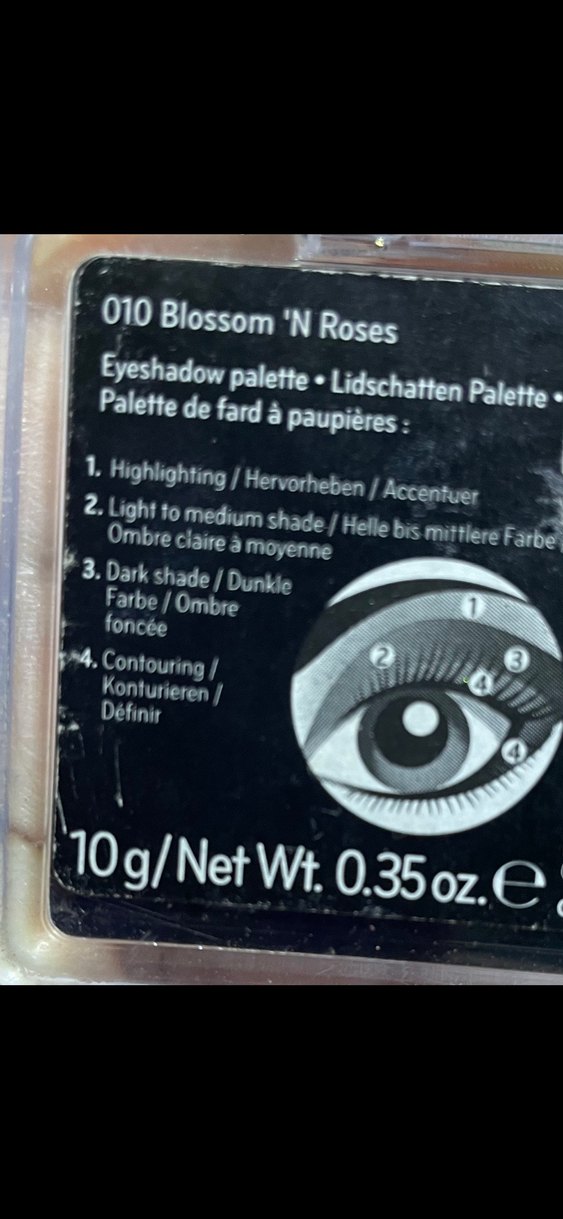 010 Blossom 'N Roses
Eyeshadow palette • Lidschatten Palette •
Palette de fard à paupières :
1. Highlighting / Hervorheben / Accentuer
2. Light to medium shade / Helle bis mittlere Farbe /
Ombre claire à moyenne
3. Dark shade / Dunkle
Farbe / Ombre
foncée
4. Contouring /
Konturieren /
Définir
1
2
3
4
4
10 g/Net Wt. 0.35 oz. ℮